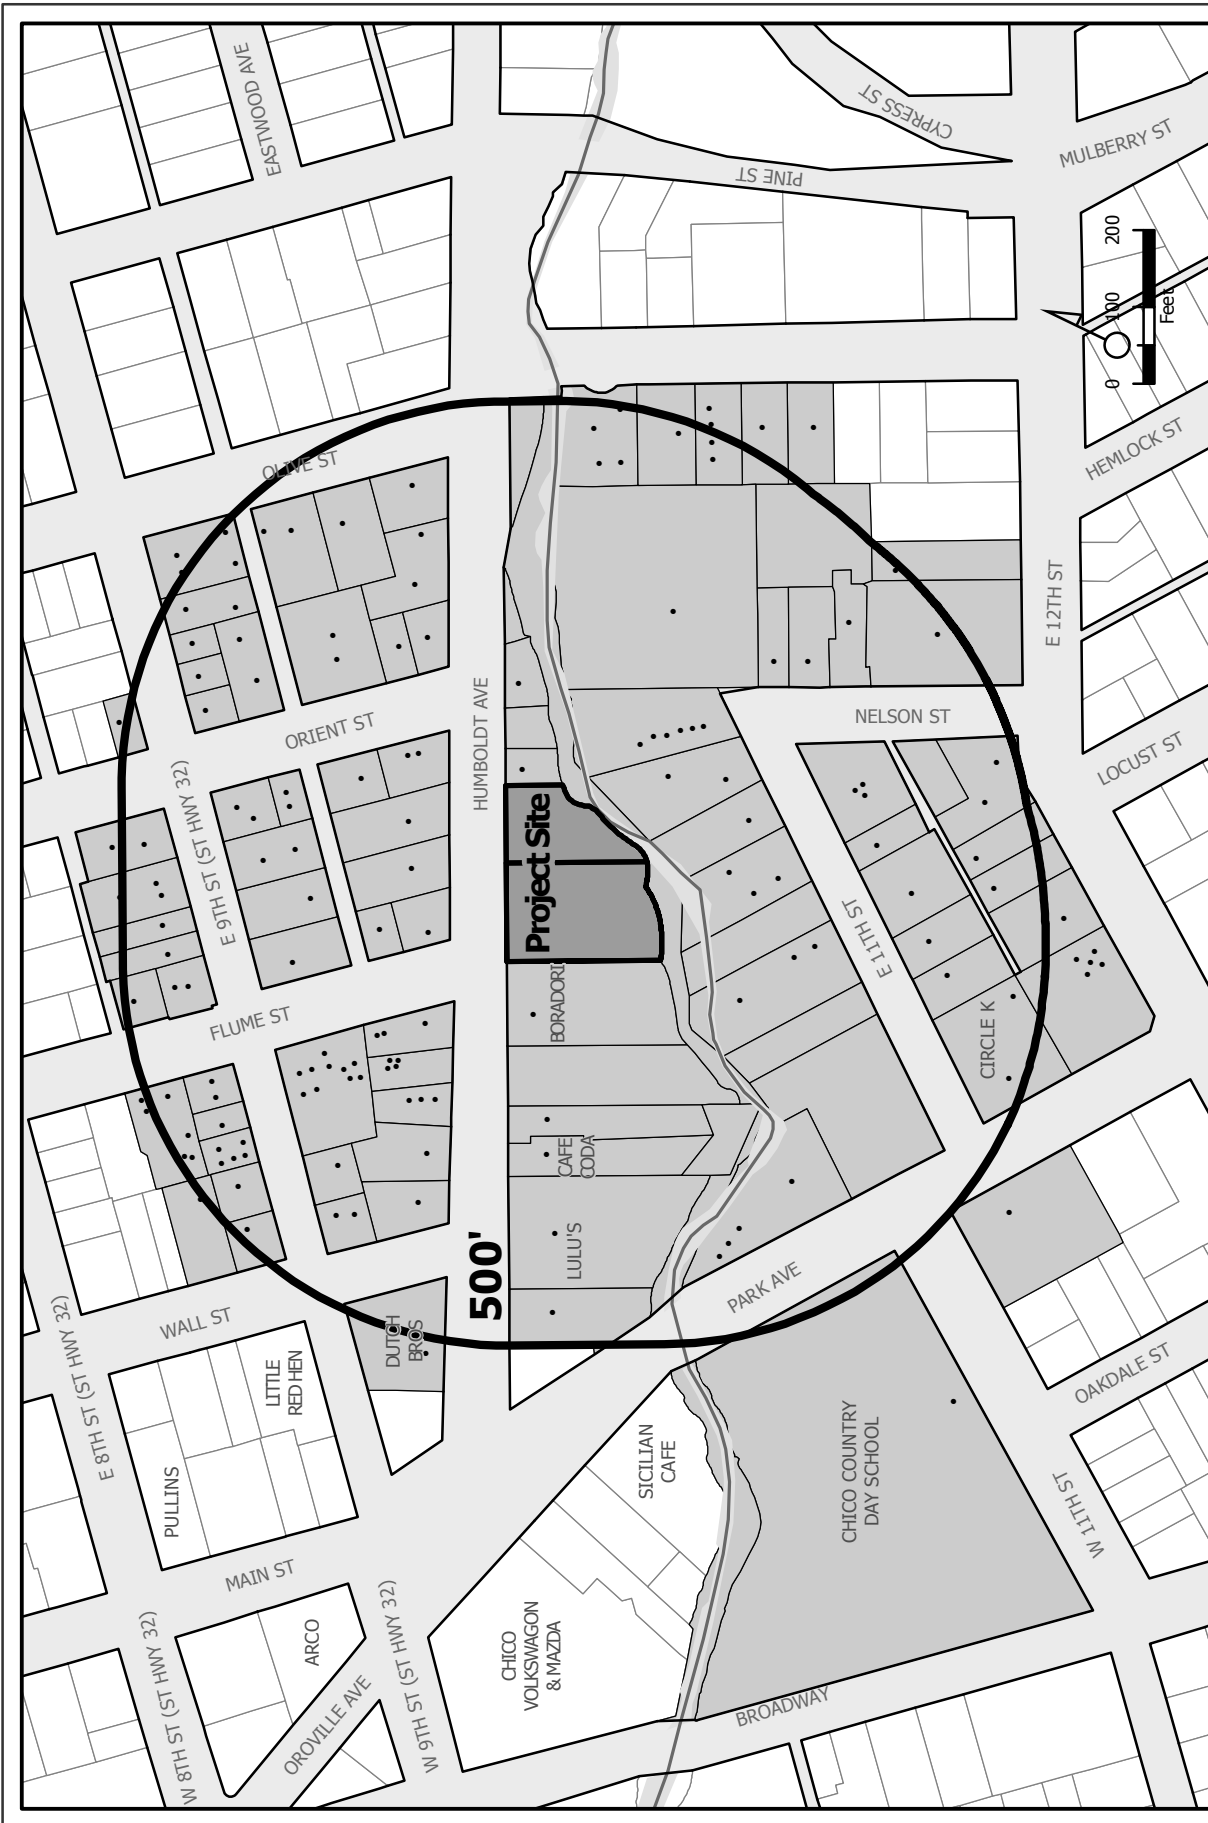 EASTWOOD AVE
CYPRESS ST
MULBERRY ST
PINE ST
200
100
0
Feet
HEMLOCK ST
OLIVE ST
E 12TH ST
ORIENT ST
HUMBOLDT AVE
NELSON ST
LOCUST ST
E 9TH ST (ST HWY 32)
Project Site
E 11TH ST
FLUME ST
BORADORI
CIRCLE K
CAFE
CODA
LULU'S
500'
PARK AVE
WALL ST
DUTCH
BROS
E 8TH ST (ST HWY 32)
LITTLE
RED HEN
OAKDALE ST
PULLINS
SICILIAN
CAFE
CHICO COUNTRY
DAY SCHOOL
W 11TH ST
MAIN ST
ARCO
W 9TH ST (ST HWY 32)
CHICO
VOLKSWAGON
& MAZDA
W 8TH ST (ST HWY 32)
OROVILLE AVE
BROADWAY